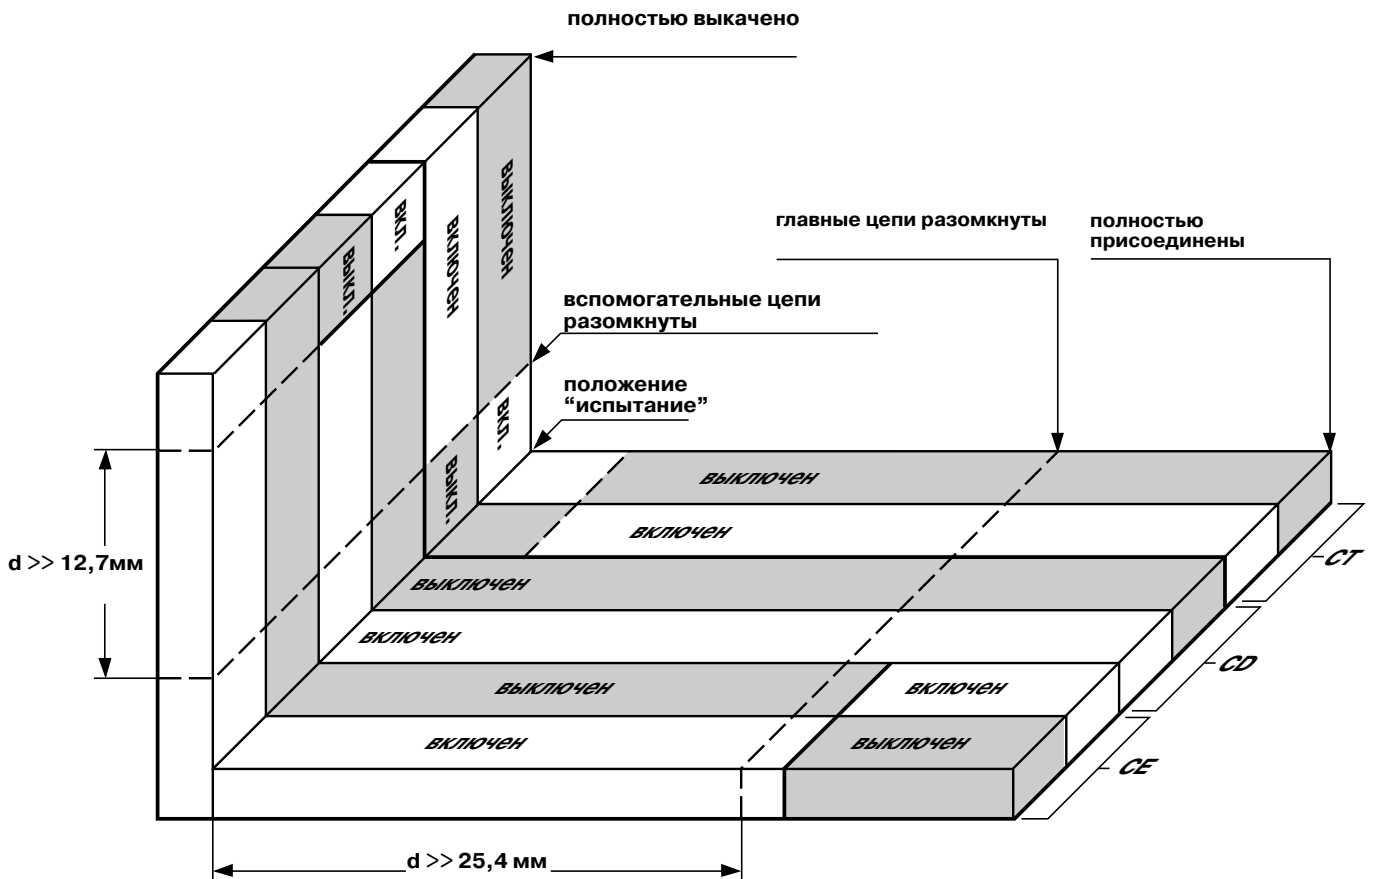 полностью выкачено
выключен
вкл.
включен
выкл.
главные цепи разомкнуты
полностью
присоединены
вспомогательные цепи
разомкнуты
положение
“испытание”
вкл.
выкл.
выключен
включен
d >> 12,7мм
выключен
СТ
включен
CD
выключен
включен
включен
выключен
CE
d >> 25,4 мм